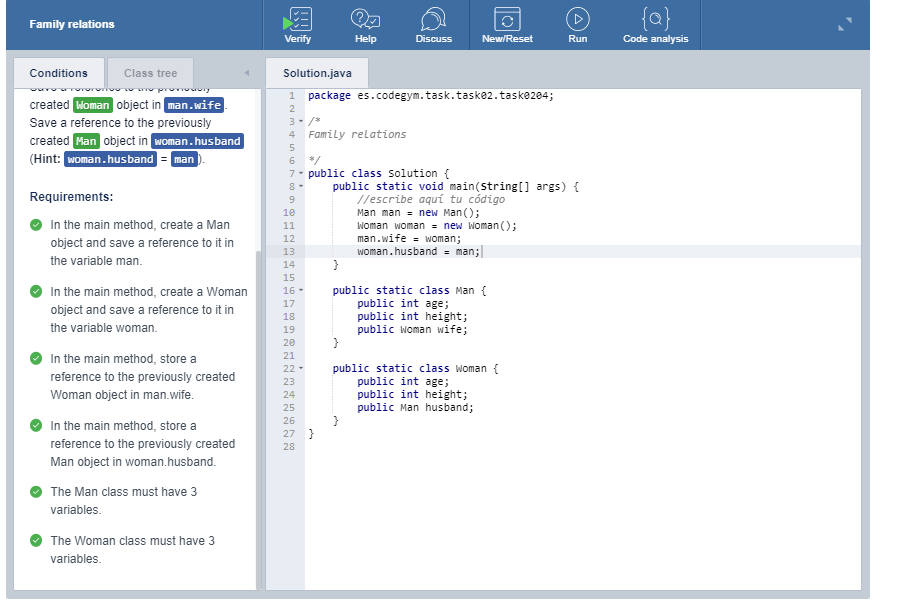 Family relations
Verify
Help
Discuss
New/Reset
Run
Code analysis
Conditions
Class tree
created Woman object in man.wife.
Save a reference to the previously
created Man object in woman.husband
(Hint: woman.husband = man).
Requirements:
In the main method, create a Man
object and save a reference to it in
the variable man.
In the main method, create a Woman
object and save a reference to it in
the variable woman.
In the main method, store a
reference to the previously created
Woman object in man.wife.
In the main method, store a
reference to the previously created
Man object in woman.husband.
The Man class must have 3
variables.
The Woman class must have 3
variables.
Solution.java
1 package es.codegym.task.task02.task0204;
2
3 /*
4 Family relations
5
6 */
7 public class Solution {
8 public static void main(String[] args) {
9 //escribe aquí tu código
10 Man man = new Man();
11 Woman woman = new Woman();
12 man.wife = woman;
13 woman.husband = man;
14 }
15
16 public static class Man {
17 public int age;
18 public int height;
19 public Woman wife;
20 }
21
22 public static class Woman {
23 public int age;
24 public int height;
25 public Man husband;
26 }
27 }
28